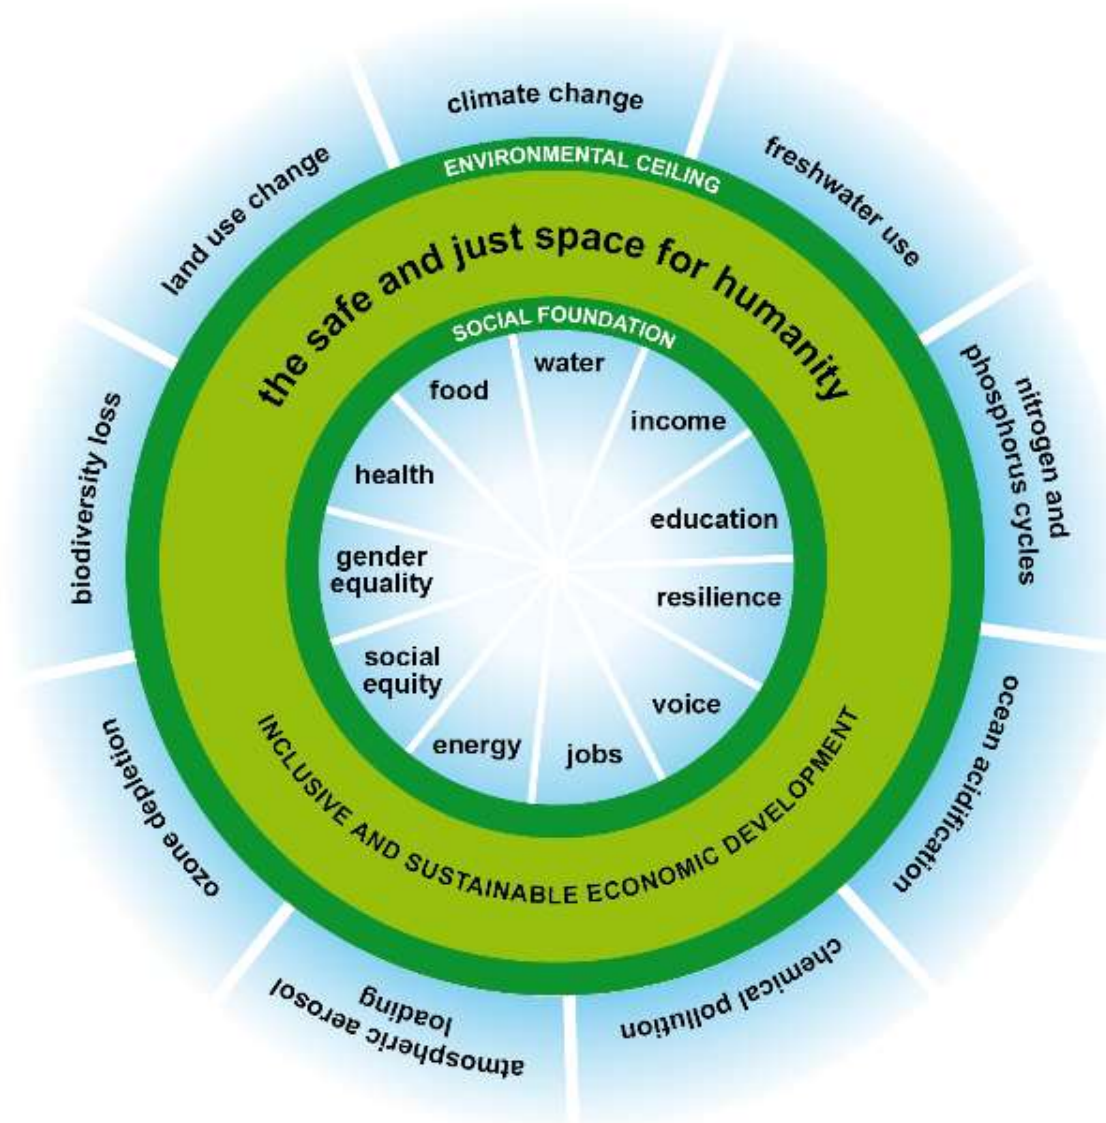 climate change
freshwater use
nitrogen and
phosphorus cycles
ocean acidification
chemical pollution
atmospheric aerosol
loading
ozone depletion
biodiversity loss
land use change
ENVIRONMENTAL CEILING
the safe and just space for humanity
SOCIAL FOUNDATION
water
income
education
resilience
voice
jobs
energy
social
equity
gender
equality
health
food
INCLUSIVE AND SUSTAINABLE ECONOMIC DEVELOPMENT